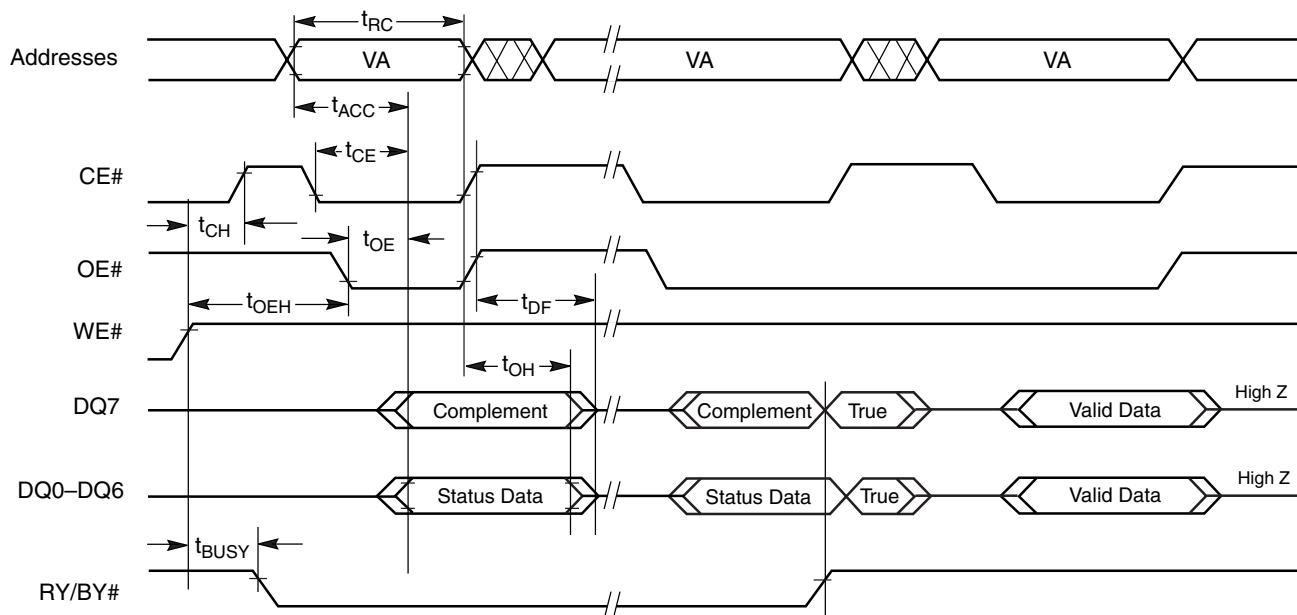 tRC
Addresses VA VA VA
tACC
tCE
CE#
tCH
tOE
OE#
tOEH tDF
WE#
tOH
DQ7 Complement Complement True Valid Data High Z
DQ0–DQ6 Status Data Status Data True Valid Data High Z
tBUSY
RY/BY#